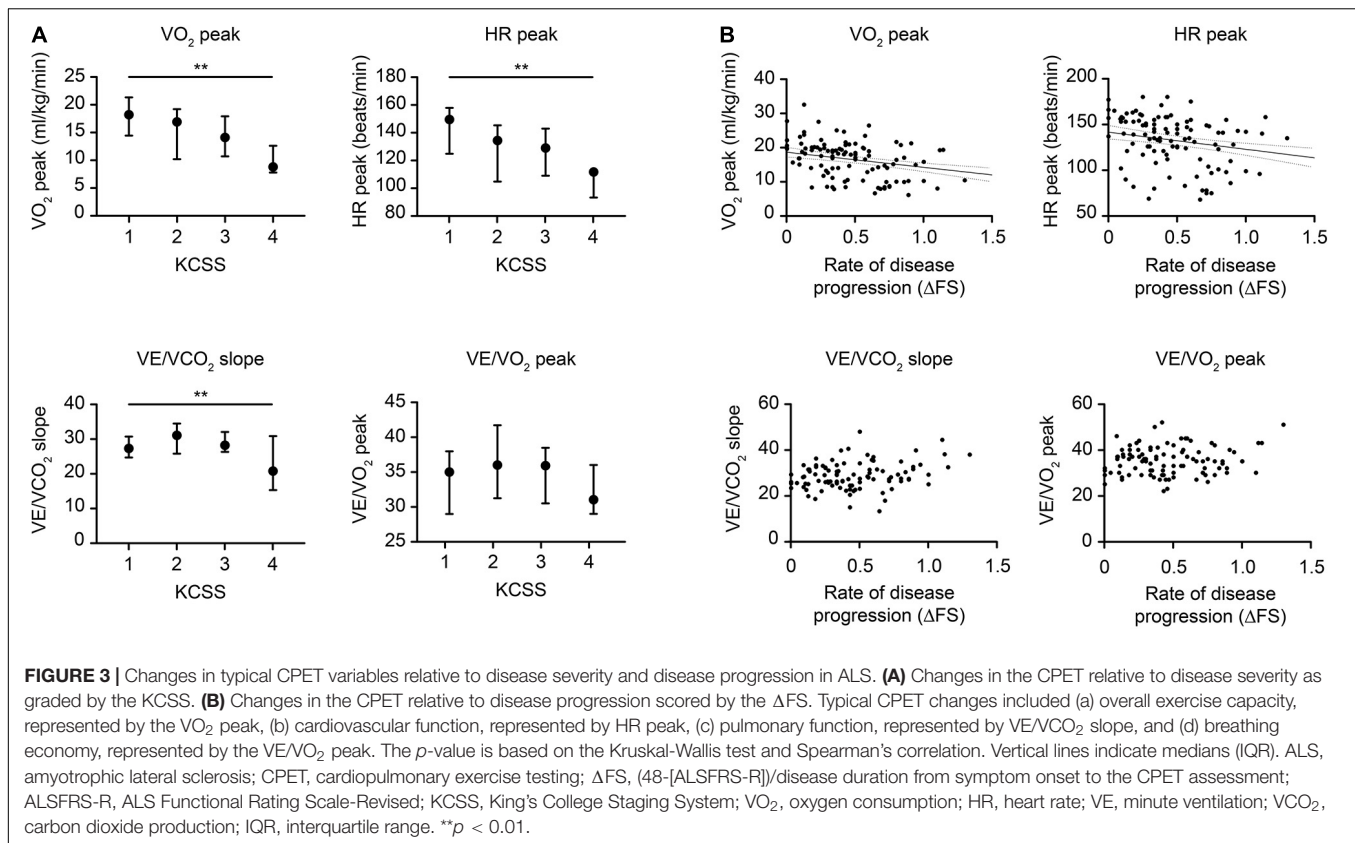 A
VO₂ peak
VO₂ peak (ml/kg/min)
25
20
15
10
5
0
**
1 2 3 4
KCSS
HR peak
HR peak (beats/min)
180
160
140
120
100
80
**
1 2 3 4
KCSS
B
VO₂ peak
VO₂ peak (ml/kg/min)
40
30
20
10
0
0 0.5 1.0 1.5
Rate of disease
progression (ΔFS)
HR peak
HR peak (beats/min)
200
150
100
50
0 0.5 1.0 1.5
Rate of disease
progression (ΔFS)
VE/VCO₂ slope
VE/VCO₂ slope
40
30
20
10
0
**
1 2 3 4
KCSS
VE/VO₂ peak
VE/VO₂ peak
45
40
35
30
25
1 2 3 4
KCSS
VE/VCO₂ slope
VE/VCO₂ slope
60
40
20
0
0 0.5 1.0 1.5
Rate of disease
progression (ΔFS)
VE/VO₂ peak
VE/VO₂ peak
60
40
20
0
0 0.5 1.0 1.5
Rate of disease
progression (ΔFS)
FIGURE 3 | Changes in typical CPET variables relative to disease severity and disease progression in ALS. (A) Changes in the CPET relative to disease severity as
graded by the KCSS. (B) Changes in the CPET relative to disease progression scored by the ΔFS. Typical CPET changes included (a) overall exercise capacity,
represented by the VO₂ peak, (b) cardiovascular function, represented by HR peak, (c) pulmonary function, represented by VE/VCO₂ slope, and (d) breathing
economy, represented by the VE/VO₂ peak. The p-value is based on the Kruskal-Wallis test and Spearman's correlation. Vertical lines indicate medians (IQR). ALS,
amyotrophic lateral sclerosis; CPET, cardiopulmonary exercise testing; ΔFS, (48-[ALSFRS-R])/disease duration from symptom onset to the CPET assessment;
ALSFRS-R, ALS Functional Rating Scale-Revised; KCSS, King's College Staging System; VO₂, oxygen consumption; HR, heart rate; VE, minute ventilation; VCO₂,
carbon dioxide production; IQR, interquartile range. **p < 0.01.